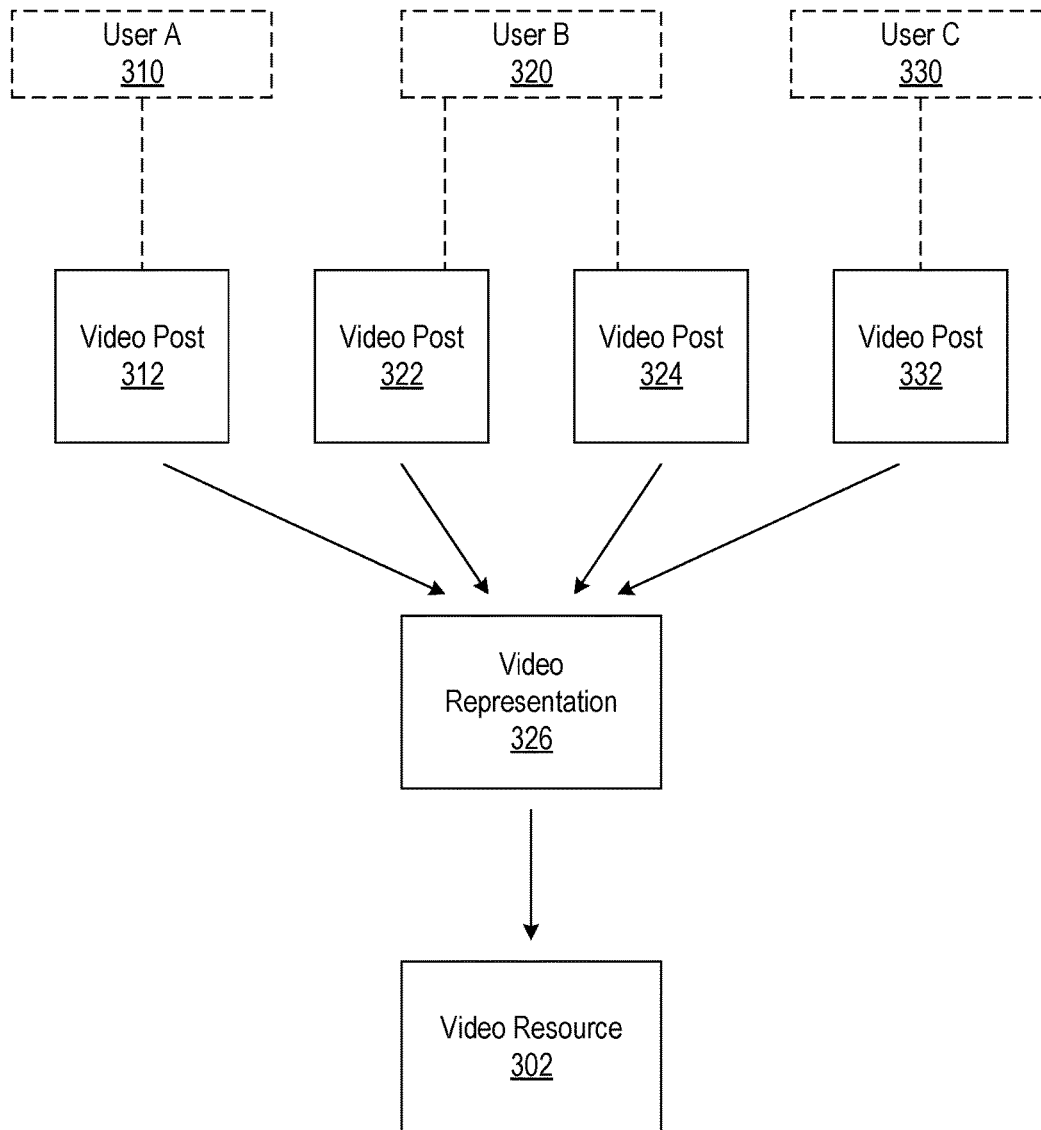 User A
310
User B
320
User C
330
Video Post
312
Video Post
322
Video Post
324
Video Post
332
Video
Representation
326
Video Resource
302